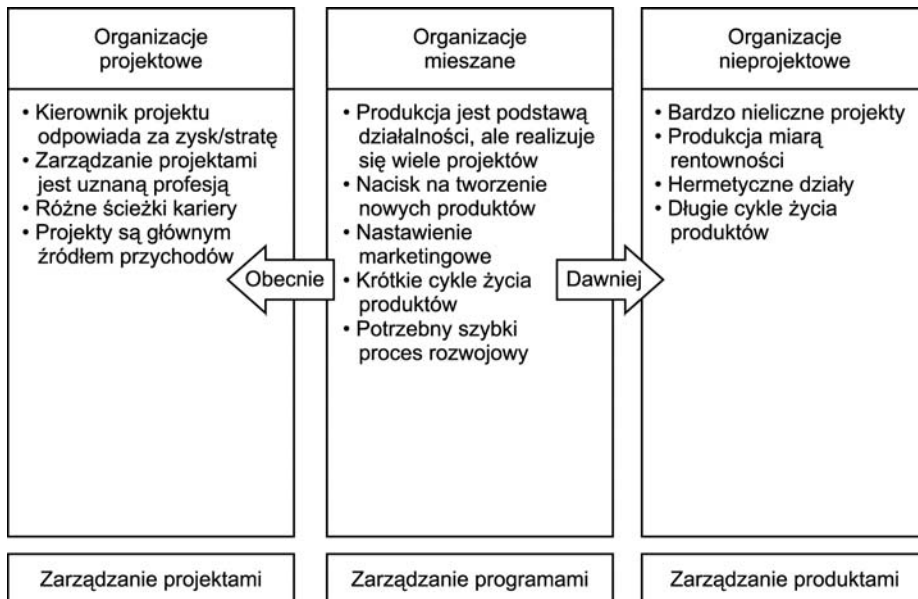 Organizacje
projektowe
• Kierownik projektu
odpowiada za zysk/stratę
• Zarządzanie projektami
jest uznaną profesją
• Różne ścieżki kariery
• Projekty są głównym
źródłem przychodów
Obecnie
Zarządzanie projektami
Organizacje
mieszane
• Produkcja jest podstawą
działalności, ale realizuje
się wiele projektów
• Nacisk na tworzenie
nowych produktów
• Nastawienie
marketingowe
• Krótkie cykle życia
produktów
• Potrzebny szybki
proces rozwojowy
Dawniej
Zarządzanie programami
Organizacje
nieprojektowe
• Bardzo nieliczne projekty
• Produkcja miarą
rentowności
• Hermetyczne działy
• Długie cykle życia
produktów
Zarządzanie produktami